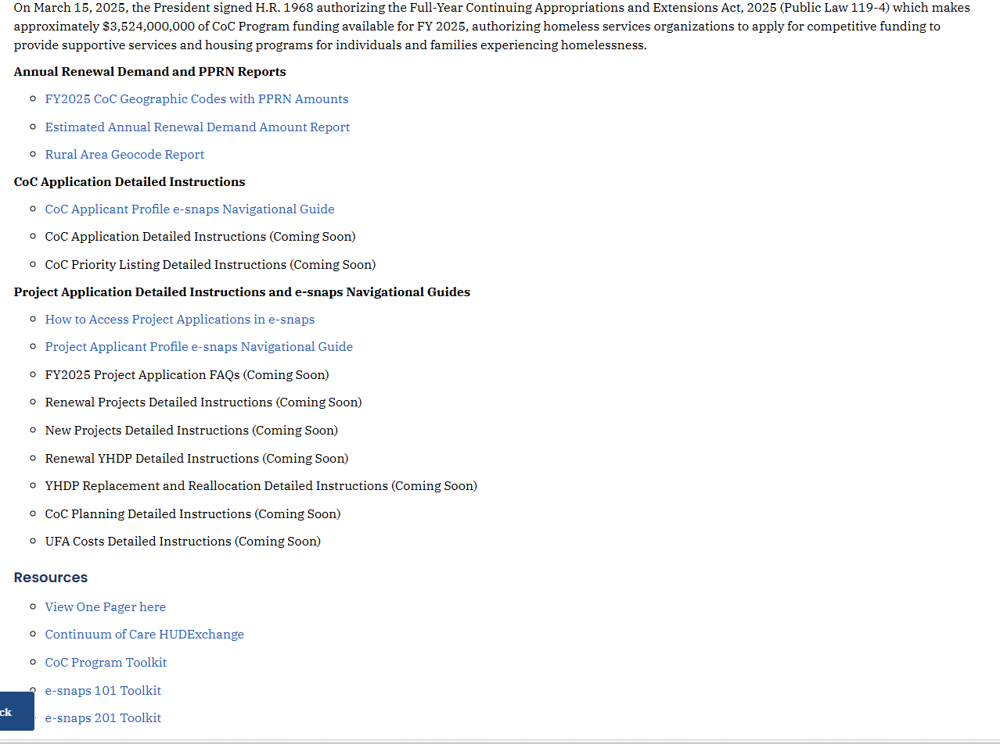 On March 15, 2025, the President signed H.R. 1968 authorizing the Full-Year Continuing Appropriations and Extensions Act, 2025 (Public Law 119-4) which makes
approximately $3,524,000,000 of CoC Program funding available for FY 2025, authorizing homeless services organizations to apply for competitive funding to
provide supportive services and housing programs for individuals and families experiencing homelessness.
Annual Renewal Demand and PPRN Reports
FY2025 CoC Geographic Codes with PPRN Amounts
Estimated Annual Renewal Demand Amount Report
Rural Area Geocode Report
CoC Application Detailed Instructions
CoC Applicant Profile e-snaps Navigational Guide
CoC Application Detailed Instructions (Coming Soon)
CoC Priority Listing Detailed Instructions (Coming Soon)
Project Application Detailed Instructions and e-snaps Navigational Guides
How to Access Project Applications in e-snaps
Project Applicant Profile e-snaps Navigational Guide
FY2025 Project Application FAQs (Coming Soon)
Renewal Projects Detailed Instructions (Coming Soon)
New Projects Detailed Instructions (Coming Soon)
Renewal YHDP Detailed Instructions (Coming Soon)
YHDP Replacement and Reallocation Detailed Instructions (Coming Soon)
CoC Planning Detailed Instructions (Coming Soon)
UFA Costs Detailed Instructions (Coming Soon)
Resources
View One Pager here
Continuum of Care HUDExchange
CoC Program Toolkit
e-snaps 101 Toolkit
ck
e-snaps 201 Toolkit